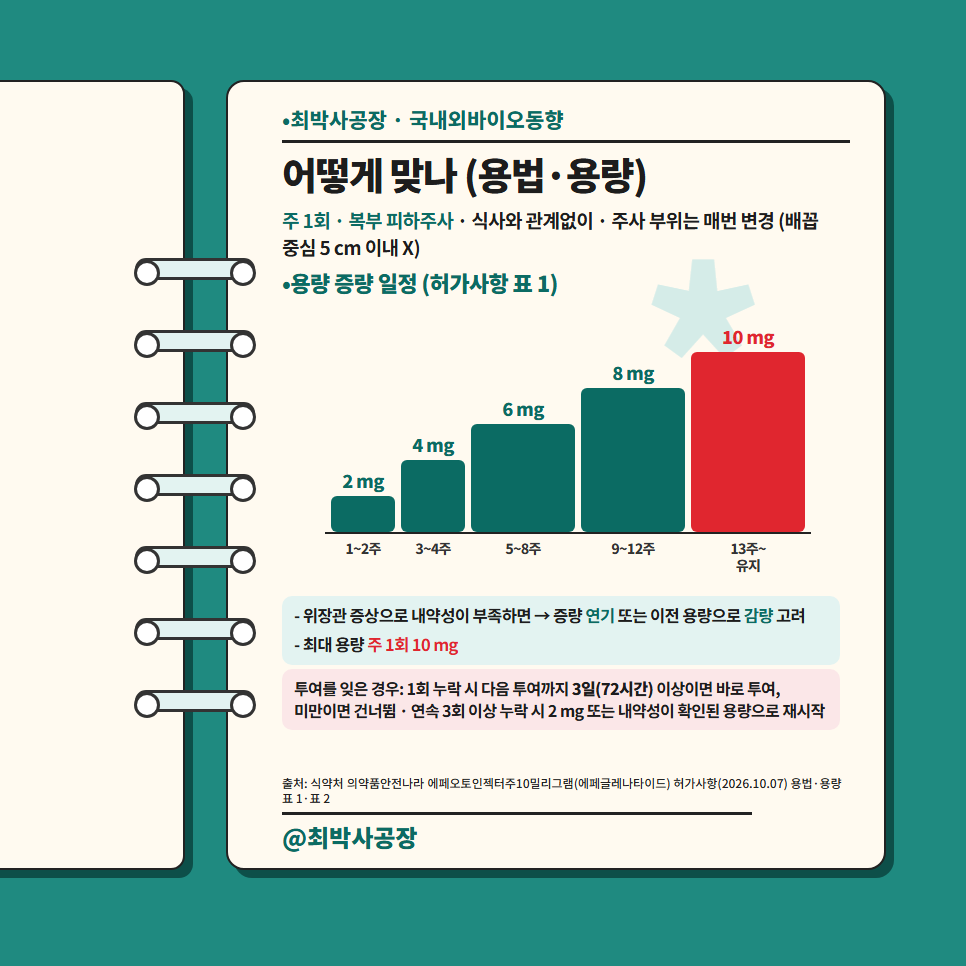 •최박사공장 · 국내외바이오동향
어떻게 맞나 (용법·용량)
주 1회 · 복부 피하주사 · 식사와 관계없이 · 주사 부위는 매번 변경 (배꼽
중심 5 cm 이내 X)
•용량 증량 일정 (허가사항 표 1)
10 mg
8 mg
6 mg
4 mg
2 mg
1~2주 3~4주 5~8주 9~12주 13주~
유지
- 위장관 증상으로 내약성이 부족하면 → 증량 연기 또는 이전 용량으로 감량 고려
- 최대 용량 주 1회 10 mg
투여를 잊은 경우: 1회 누락 시 다음 투여까지 3일(72시간) 이상이면 바로 투여,
미만이면 건너뜀 · 연속 3회 이상 누락 시 2 mg 또는 내약성이 확인된 용량으로 재시작
출처: 식약처 의약품안전나라 에페오토인젝터주10밀리그램(에페글레나타이드) 허가사항(2026.10.07) 용법·용량
표 1·표 2
@최박사공장